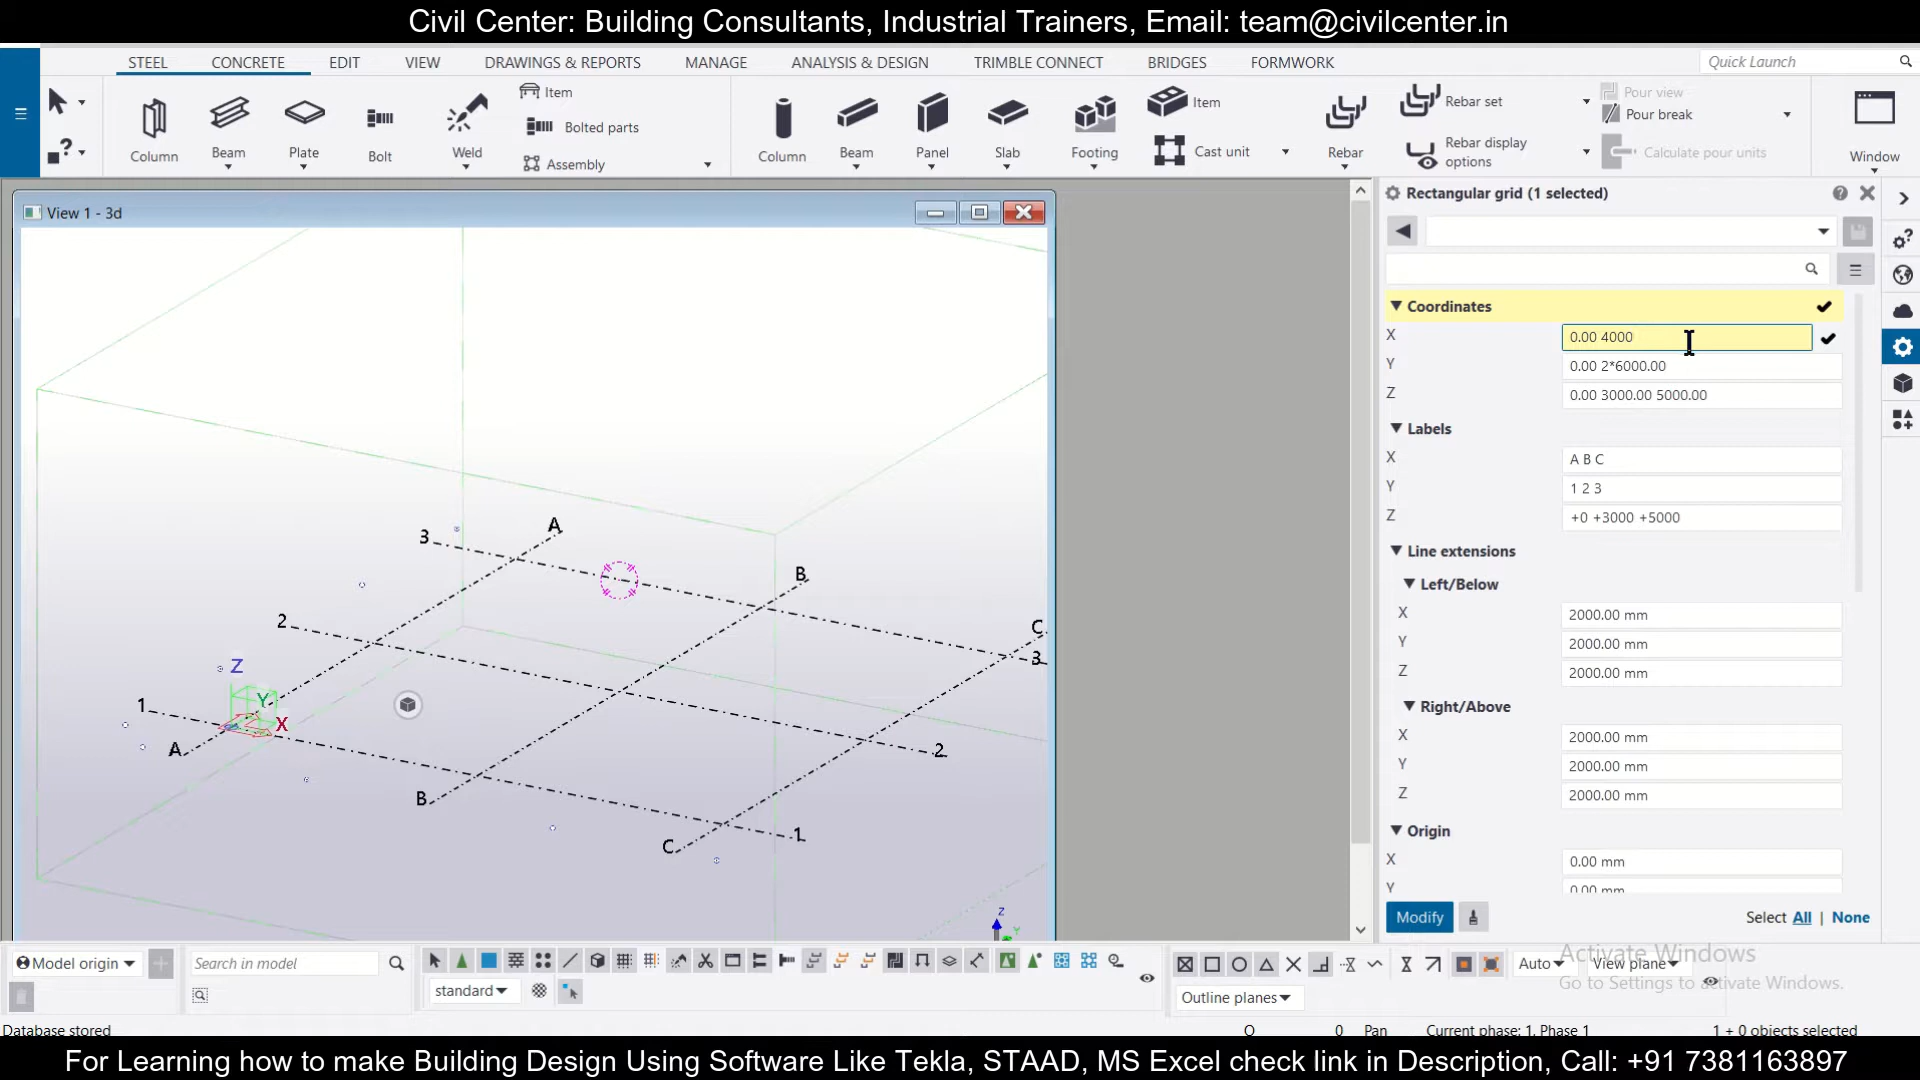 Civil Center: Building Consultants, Industrial Trainers, Email: team@civilcenter.in
STEEL CONCRETE EDIT VIEW DRAWINGS & REPORTS MANAGE ANALYSIS & DESIGN TRIMBLE CONNECT BRIDGES FORMWORK Quick Launch
Column Beam Plate Bolt Weld Item Bolted parts Assembly
Column Beam Panel Slab Footing Item Cast unit Rebar Rebar set Rebar display options Pour view Pour break Calculate pour units Window
View 1 - 3d
Rectangular grid (1 selected)
Coordinates
X 0.00 4000
Y 0.00 2*6000.00
Z 0.00 3000.00 5000.00
Labels
X A B C
Y 1 2 3
Z +0 +3000 +5000
Line extensions
Left/Below
X 2000.00 mm
Y 2000.00 mm
Z 2000.00 mm
Right/Above
X 2000.00 mm
Y 2000.00 mm
Z 2000.00 mm
Origin
X 0.00 mm
Y 0.00 mm
Modify Select All | None
3 A
B
2 C
3
Z
Y
1 X
A 2
B
1
C
Z
Y
Model origin Search in model
standard
Auto View plane
Outline planes
Activate Windows
Go to Settings to activate Windows.
Database stored O 0 Pan Current phase: 1, Phase 1 1 + 0 objects selected
For Learning how to make Building Design Using Software Like Tekla, STAAD, MS Excel check link in Description, Call: +91 7381163897